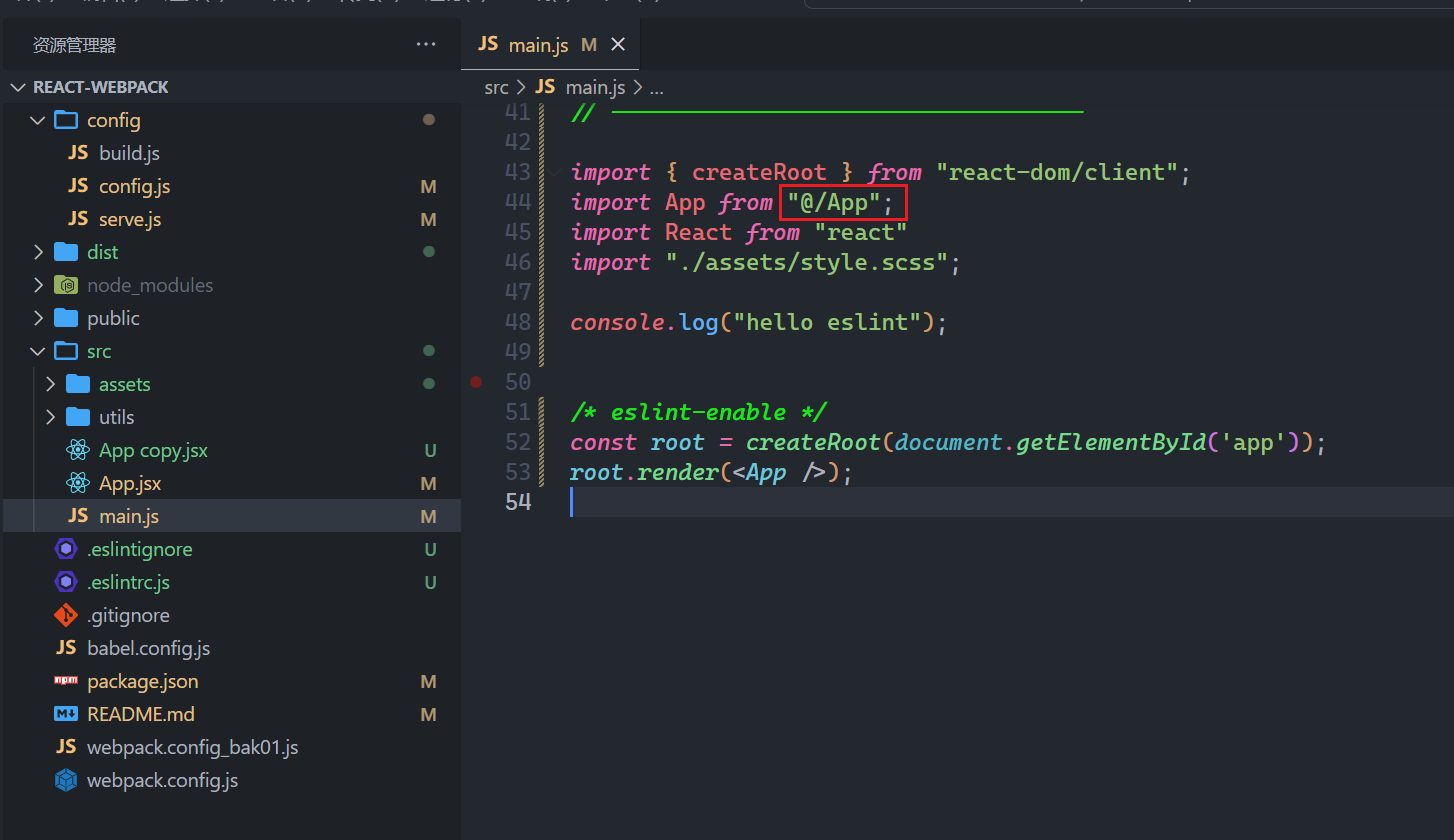 资源管理器
...
REACT-WEBPACK
config
JS build.js
JS config.js M
JS serve.js M
dist
node_modules
public
src
assets
utils
App copy.jsx U
App.jsx M
JS main.js M
.eslintignore U
.eslintrc.js U
.gitignore
JS babel.config.js
npm package.json M
M README.md M
JS webpack.config_bak01.js
webpack.config.js
JS main.js M
src > JS main.js > ...
41 // ————————————————————
42
43 import { createRoot } from "react-dom/client";
44 import App from "@/App";
45 import React from "react"
46 import "./assets/style.scss";
47
48 console.log("hello eslint");
49
50
51 /* eslint-enable */
52 const root = createRoot(document.getElementById('app'));
53 root.render(<App />);
54